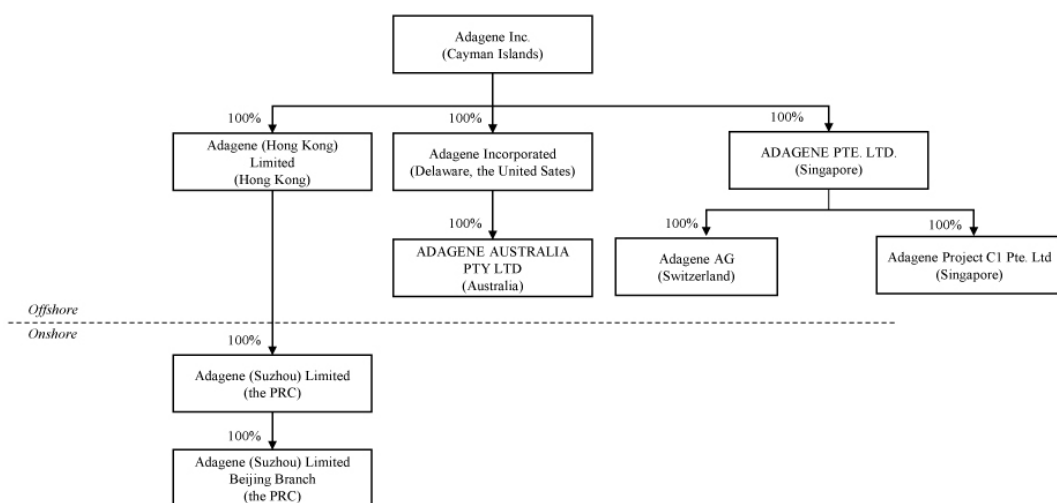 Adagene Inc.
(Cayman Islands)
100%
100%
100%
Adagene (Hong Kong)
Limited
(Hong Kong)
Adagene Incorporated
(Delaware, the United Sates)
ADAGENE PTE. LTD.
(Singapore)
100%
100%
100%
ADAGENE AUSTRALIA
PTY LTD
(Australia)
Adagene AG
(Switzerland)
Adagene Project C1 Pte. Ltd
(Singapore)
Offshore
Onshore
100%
Adagene (Suzhou) Limited
(the PRC)
100%
Adagene (Suzhou) Limited
Beijing Branch
(the PRC)